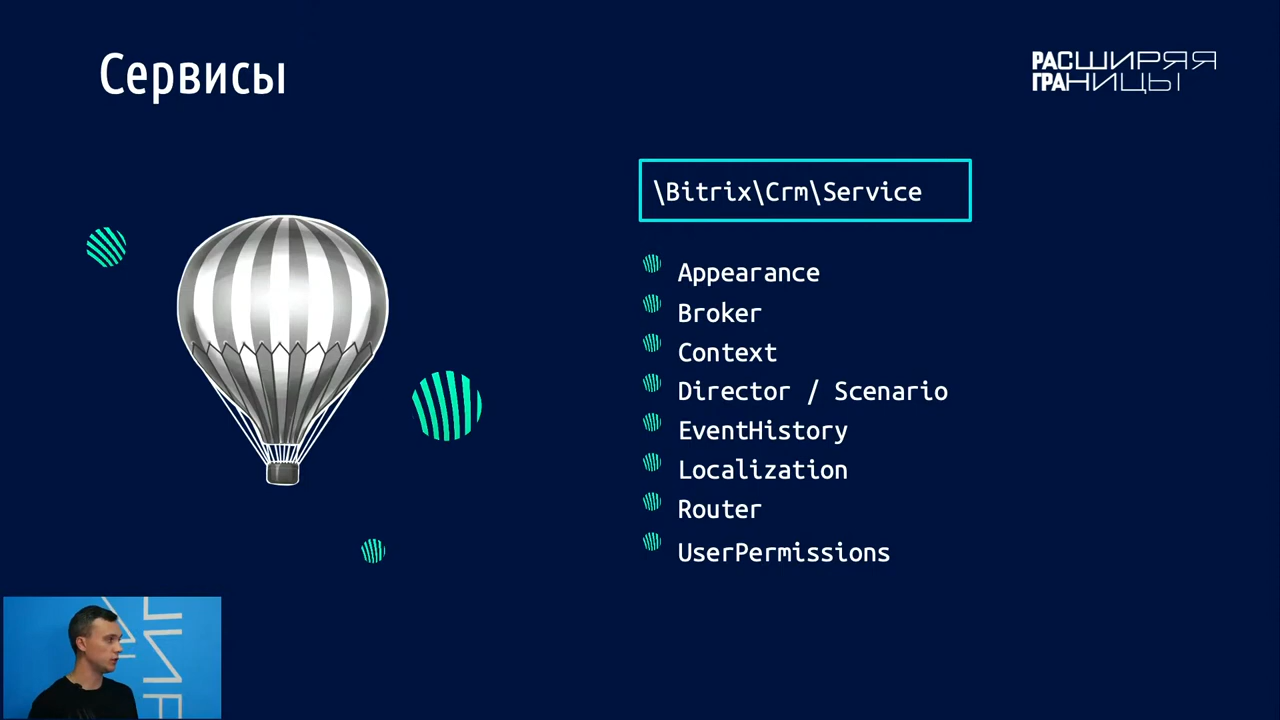 Сервисы
РАСШИРЯЯ
ГРАНИЦЫ
\Bitrix\Crm\Service
Appearance
Broker
Context
Director / Scenario
EventHistory
Localization
Router
UserPermissions